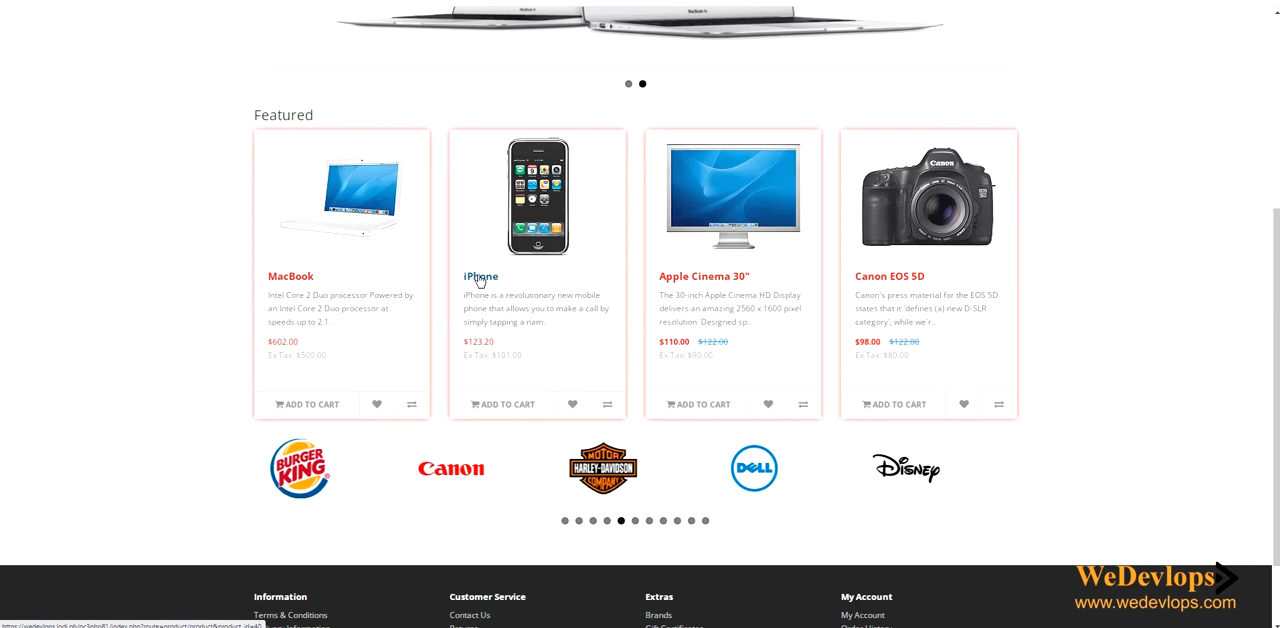 Featured
MacBook
Intel Core 2 Duo processor Powered by
an Intel Core 2 Duo processor at
speeds up to 2.1..
$602.00
Ex Tax: $500.00
ADD TO CART
iPhone
iPhone is a revolutionary new mobile
phone that allows you to make a call by
simply tapping a nam..
$123.20
Ex Tax: $101.00
ADD TO CART
Apple Cinema 30"
The 30-inch Apple Cinema HD Display
delivers an amazing 2560 x 1600 pixel
resolution. Designed sp..
$110.00 $122.00
Ex Tax: $90.00
ADD TO CART
Canon EOS 5D
Canon's press material for the EOS 5D
states that it 'defines (a) new D-SLR
category', while we'r..
$98.00 $122.00
Ex Tax: $80.00
ADD TO CART
Canon
BURGER
KING
Canon
MOTOR
HARLEY-DAVIDSON
COMPANY
DELL
Disney
Information
Terms & Conditions
Customer Service
Contact Us
Extras
Brands
My Account
My Account
WeDevlops
www.wedevlops.com